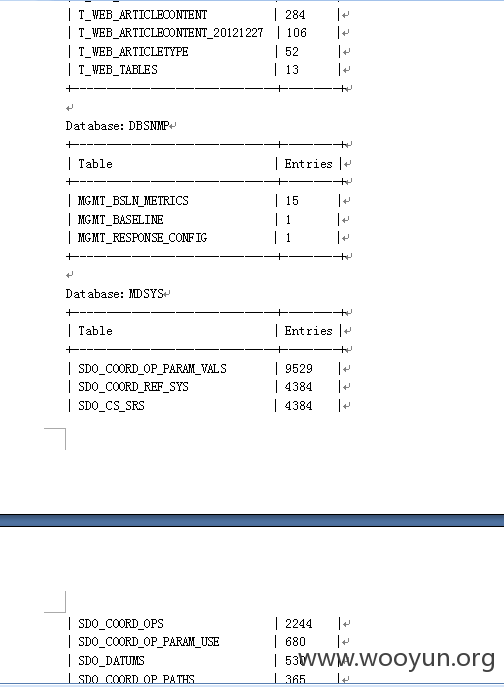 | T_WEB_ARTICLECONTENT | 284 |
| T_WEB_ARTICLECONTENT_20121227 | 106 |
| T_WEB_ARTICLETYPE | 52 |
| T_WEB_TABLES | 13 |
Database: DBSNMP
| Table | Entries |
| MGMT_BSLN_METRICS | 15 |
| MGMT_BASELINE | 1 |
| MGMT_RESPONSE_CONFIG | 1 |
Database: MDSYS
| Table | Entries |
| SDO_COORD_OP_PARAM_VALS | 9529 |
| SDO_COORD_REF_SYS | 4384 |
| SDO_CS_SRS | 4384 |
| SDO_COORD_OPS | 2244 |
| SDO_COORD_OP_PARAM_USE | 680 |
| SDO_DATUMS |
www.wooyun.org
| SDO_COORD_OP_PATHS | 365 |